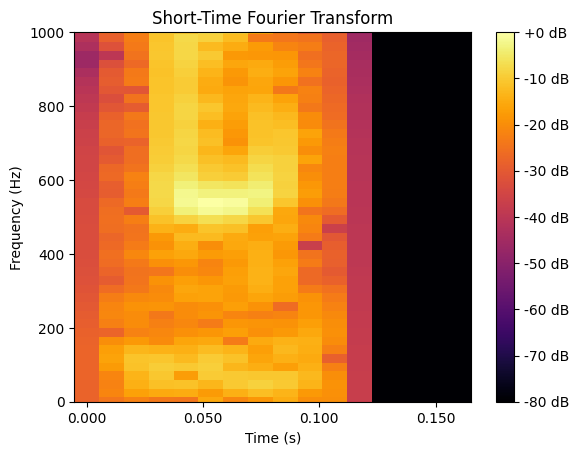 Short-Time Fourier Transform
1000
800
600
400
200
0
Frequency (Hz)
0.000
0.050
0.100
0.150
Time (s)
+0 dB
-10 dB
-20 dB
-30 dB
-40 dB
-50 dB
-60 dB
-70 dB
-80 dB